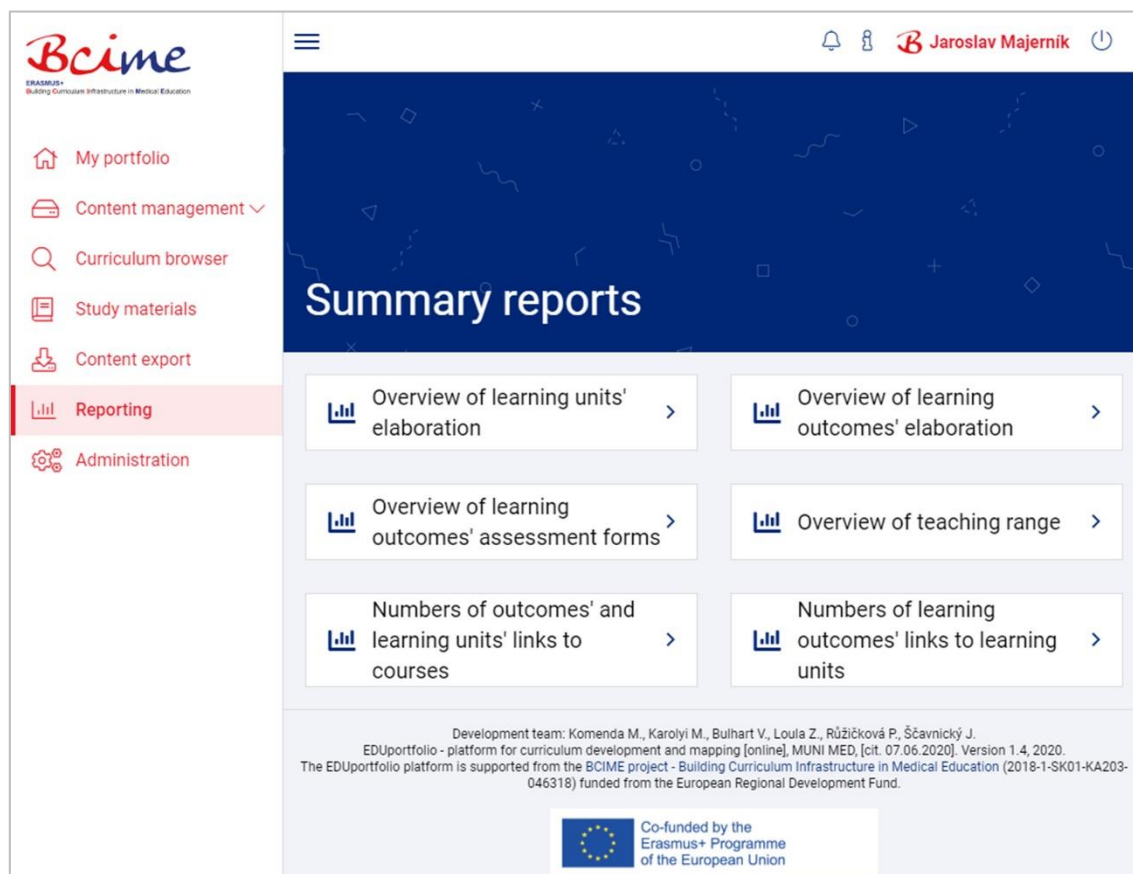 Bcime
ERASMUS+
Building Curriculum Infrastructure in Medical Education
Jaroslav Majerník
My portfolio
Content management
Curriculum browser
Study materials
Content export
Reporting
Administration
Summary reports
Overview of learning units'
elaboration
Overview of learning
outcomes' elaboration
Overview of learning
outcomes' assessment forms
Overview of teaching range
Numbers of outcomes' and
learning units' links to
courses
Numbers of learning
outcomes' links to learning
units
Development team: Komenda M., Karolyi M., Bulhart V., Loula Z., Růžičková P., Ščavnický J.
EDUportfolio - platform for curriculum development and mapping [online], MUNI MED, [cit. 07.06.2020]. Version 1.4, 2020.
The EDUportfolio platform is supported from the BCIME project - Building Curriculum Infrastructure in Medical Education (2018-1-SK01-KA203-
046318) funded from the European Regional Development Fund.
Co-funded by the
Erasmus+ Programme
of the European Union